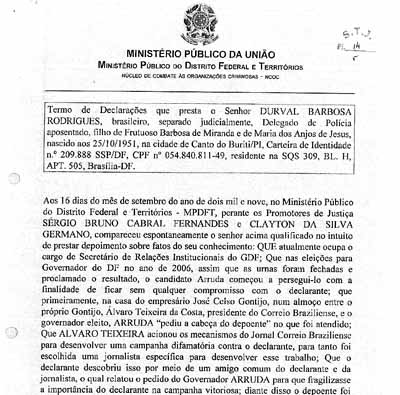 S.T.J.
MINISTÉRIO PÚBLICO DA UNIÃO
MINISTÉRIO PÚBLICO DO DISTRITO FEDERAL E TERRITÓRIOS
NÚCLEO DE COMBATE ÀS ORGANIZAÇÕES CRIMINOSAS - NCOC
Termo de Declarações que presta o Senhor DURVAL BARBOSA
RODRIGUES, brasileiro, separado judicialmente, Delegado de Polícia
aposentado, filho de Frutuoso Barbosa de Miranda e de Maria dos Anjos de Jesus,
nascido aos 25/10/1951, na cidade de Canto do Buriti/PI, Carteira de Identidade
n.º 209.888 SSP/DF, CPF nº 054.840.811-49, residente na SQS 309, BL. H,
APT. 505, Brasília-DF.
Aos 16 dias do mês de setembro do ano de dois mil e nove, no Ministério Público
do Distrito Federal e Territórios - MPDFT, perante os Promotores de Justiça
SÉRGIO BRUNO CABRAL FERNANDES e CLAYTON DA SILVA
GERMANO, compareceu espontaneamente o senhor acima qualificado no intuito
de prestar depoimento sobre fatos do seu conhecimento: QUE atualmente ocupa o
cargo de Secretário de Relações Institucionais do GDF; Que nas eleições para
Governador do DF no ano de 2006, assim que as urnas foram fechadas e
proclamado o resultado, o candidato Arruda começou a persegui-lo com a
finalidade de ficar sem qualquer compromisso com o declarante; que
primeiramente, na casa do empresário José Celso Gontijo, num almoço entre o
próprio Gontijo, Álvaro Teixeira da Costa, presidente do Correio Braziliense, e o
governador eleito, ARRUDA "pediu a cabeça do depoente" no que foi atendido;
Que ALVARO TEIXEIRA acionou os mecanismos do Jornal Correio Braziliense
para desenvolver uma campanha difamatória contra o declarante, para tanto foi
escolhida uma jornalista específica para desenvolver esse trabalho; Que o
declarante descobriu isso por meio de um amigo comum do declarante e da
jornalista, o qual relatou o pedido do Governador ARRUDA para que fragilizasse
a importância do declarante na campanha vitoriosa; diante disso o depoente foi